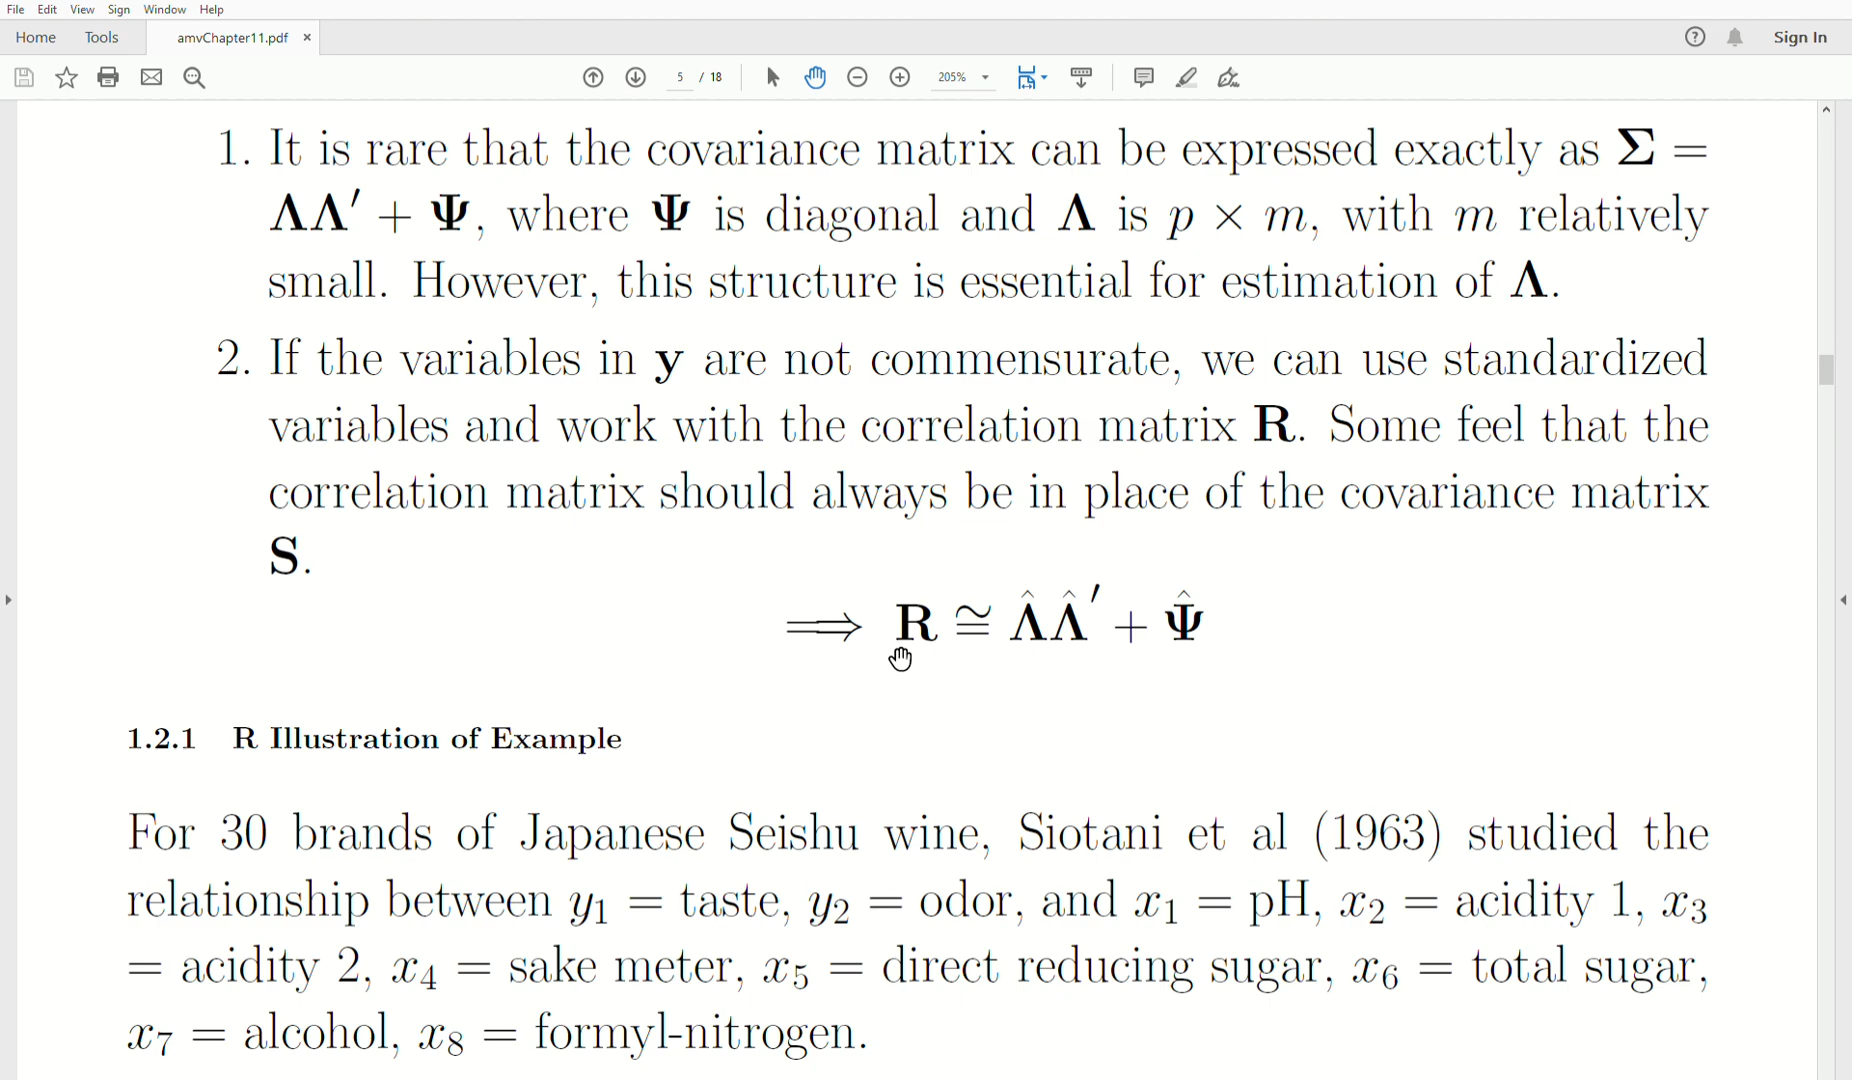 File Edit View Sign Window Help
Home Tools amvChapter11.pdf × Sign In
5 / 18 205%
1. It is rare that the covariance matrix can be expressed exactly as Σ =
ΛΛ′ + Ψ, where Ψ is diagonal and Λ is p × m, with m relatively
small. However, this structure is essential for estimation of Λ.
2. If the variables in y are not commensurate, we can use standardized
variables and work with the correlation matrix R. Some feel that the
correlation matrix should always be in place of the covariance matrix
S.
⟹ R ≅ Λ̂Λ̂′ + Ψ̂
1.2.1 R Illustration of Example
For 30 brands of Japanese Seishu wine, Siotani et al (1963) studied the
relationship between y₁ = taste, y₂ = odor, and x₁ = pH, x₂ = acidity 1, x₃
= acidity 2, x₄ = sake meter, x₅ = direct reducing sugar, x₆ = total sugar,
x₇ = alcohol, x₈ = formyl-nitrogen.